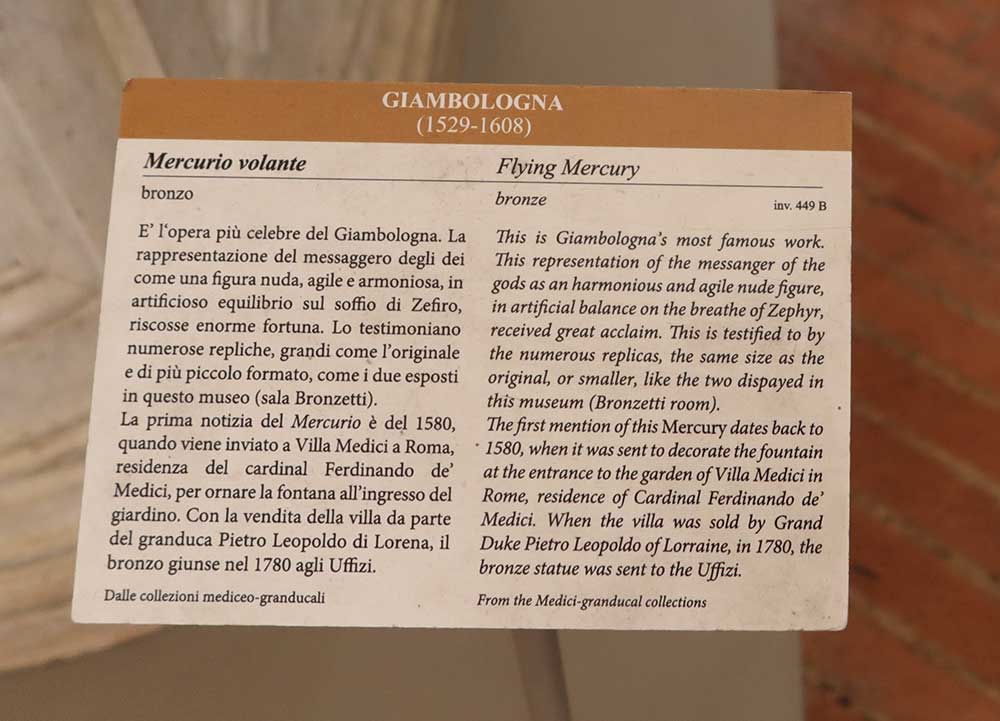 GIAMBOLOGNA
(1529-1608)
Mercurio volante
bronzo
E' l‘opera più celebre del Giambologna. La
rappresentazione del messaggero degli dei
come una figura nuda, agile e armoniosa, in
artificioso equilibrio sul soffio di Zefiro,
riscosse enorme fortuna. Lo testimoniano
numerose repliche, grandi come l'originale
e di più piccolo formato, come i due esposti
in questo museo (sala Bronzetti).
La prima notizia del Mercurio è del 1580,
quando viene inviato a Villa Medici a Roma,
residenza del cardinal Ferdinando de'
Medici, per ornare la fontana all'ingresso del
giardino. Con la vendita della villa da parte
del granduca Pietro Leopoldo di Lorena, il
bronzo giunse nel 1780 agli Uffizi.
Dalle collezioni mediceo-granducali
Flying Mercury
bronze
inv. 449 B
This is Giambologna's most famous work.
This representation of the messanger of the
gods as an harmonious and agile nude figure,
in artificial balance on the breathe of Zephyr,
received great acclaim. This is testified to by
the numerous replicas, the same size as the
original, or smaller, like the two dispayed in
this museum (Bronzetti room).
The first mention of this Mercury dates back to
1580, when it was sent to decorate the fountain
at the entrance to the garden of Villa Medici in
Rome, residence of Cardinal Ferdinando de'
Medici. When the villa was sold by Grand
Duke Pietro Leopoldo of Lorraine, in 1780, the
bronze statue was sent to the Uffizi.
From the Medici-granducal collections